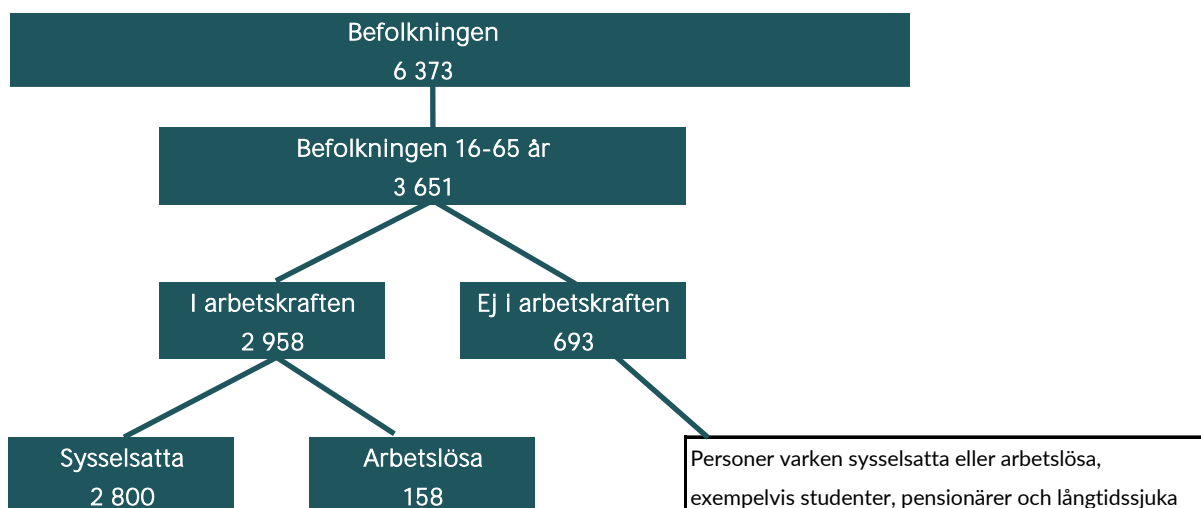 Befolkningen
6 373
Befolkningen 16-65 år
3 651
I arbetskraften
2 958
Ej i arbetskraften
693
Sysselsatta
2 800
Arbetslösa
158
Personer varken sysselsatta eller arbetslösa,
exempelvis studenter, pensionärer och långtidssjuka